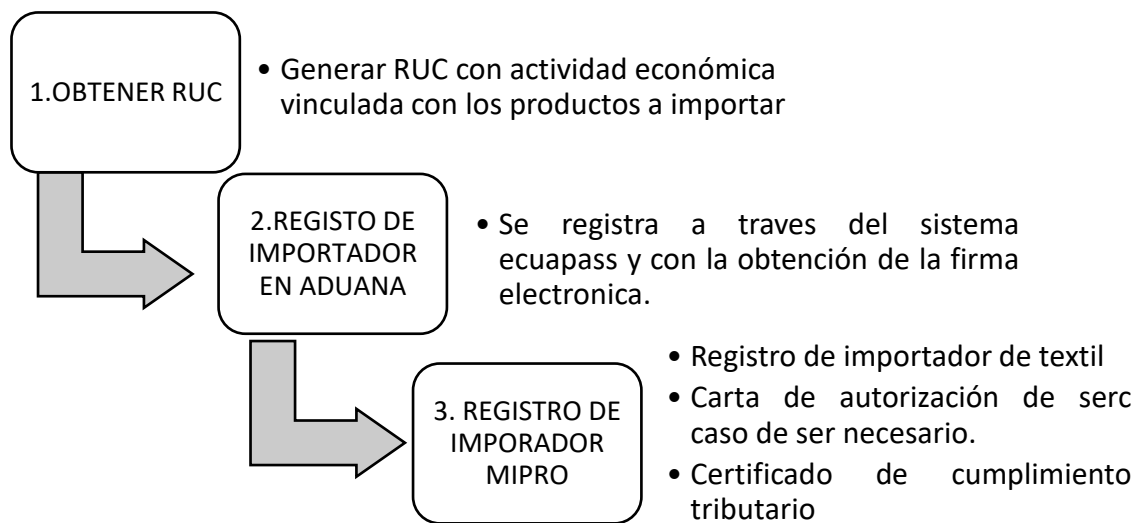 1.OBTENER RUC
• Generar RUC con actividad económica
vinculada con los productos a importar
2.REGISTO DE
IMPORTADOR
EN ADUANA
• Se registra a traves del sistema
ecuapass y con la obtención de la firma
electronica.
3. REGISTRO DE
IMPORADOR
MIPRO
• Registro de importador de textil
• Carta de autorización de serc
caso de ser necesario.
• Certificado de cumplimiento
tributario